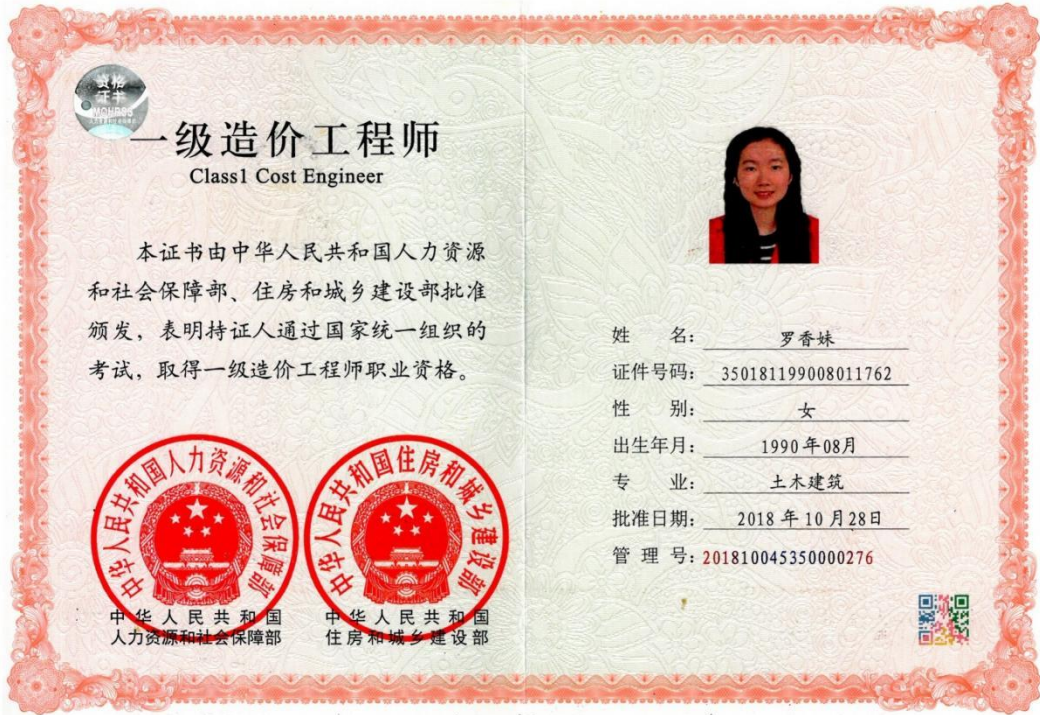 资格
证书
MOHRSS
一级造价工程师
Class1 Cost Engineer
本证书由中华人民共和国人力资源
和社会保障部、住房和城乡建设部批准
颁发，表明持证人通过国家统一组织的
考试，取得一级造价工程师职业资格。
中华人民共和国人力资源和社会保障部
中华人民共和国住房和城乡建设部
中华人民共和国
人力资源和社会保障部
中华人民共和国
住房和城乡建设部
姓 名： 罗香妹
证件号码： 350181199008011762
性 别： 女
出生年月： 1990年08月
专 业： 土木建筑
批准日期： 2018年10月28日
管 理 号： 201810045350000276